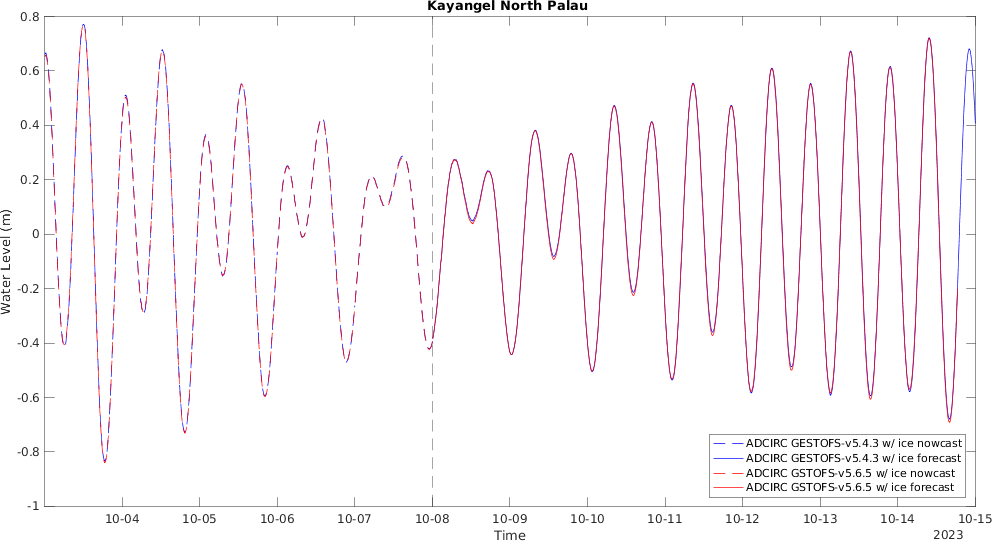 Kayangel North Palau
0.8
0.6
0.4
0.2
0
-0.2
-0.4
-0.6
-0.8
-1
Water Level (m)
ADCIRC GESTOFS-v5.4.3 w/ ice nowcast
ADCIRC GESTOFS-v5.4.3 w/ ice forecast
ADCIRC GSTOFS-v5.6.5 w/ ice nowcast
ADCIRC GSTOFS-v5.6.5 w/ ice forecast
10-04 10-05 10-06 10-07 10-08 10-09 10-10 10-11 10-12 10-13 10-14 10-15
Time
2023